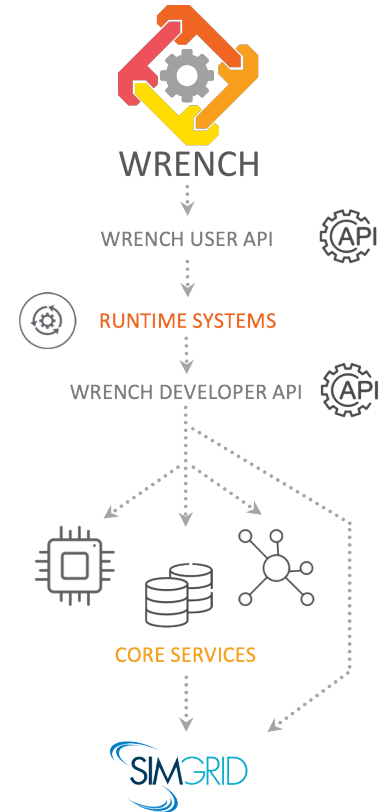 WRENCH
WRENCH USER API
API
RUNTIME SYSTEMS
WRENCH DEVELOPER API
API
CORE SERVICES
SIMGRID